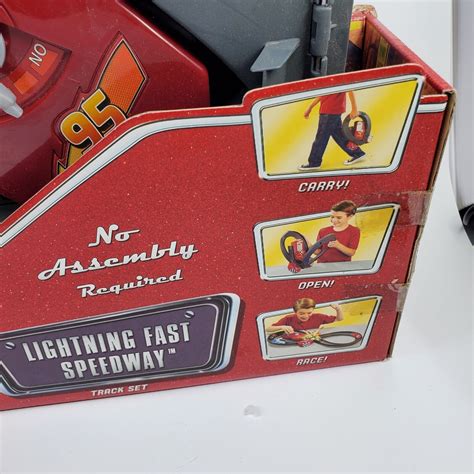 NO
95
CARRY!
No
Assembly
Required
OPEN!
LIGHTNING FAST
SPEEDWAY™
TRACK SET
RACE!